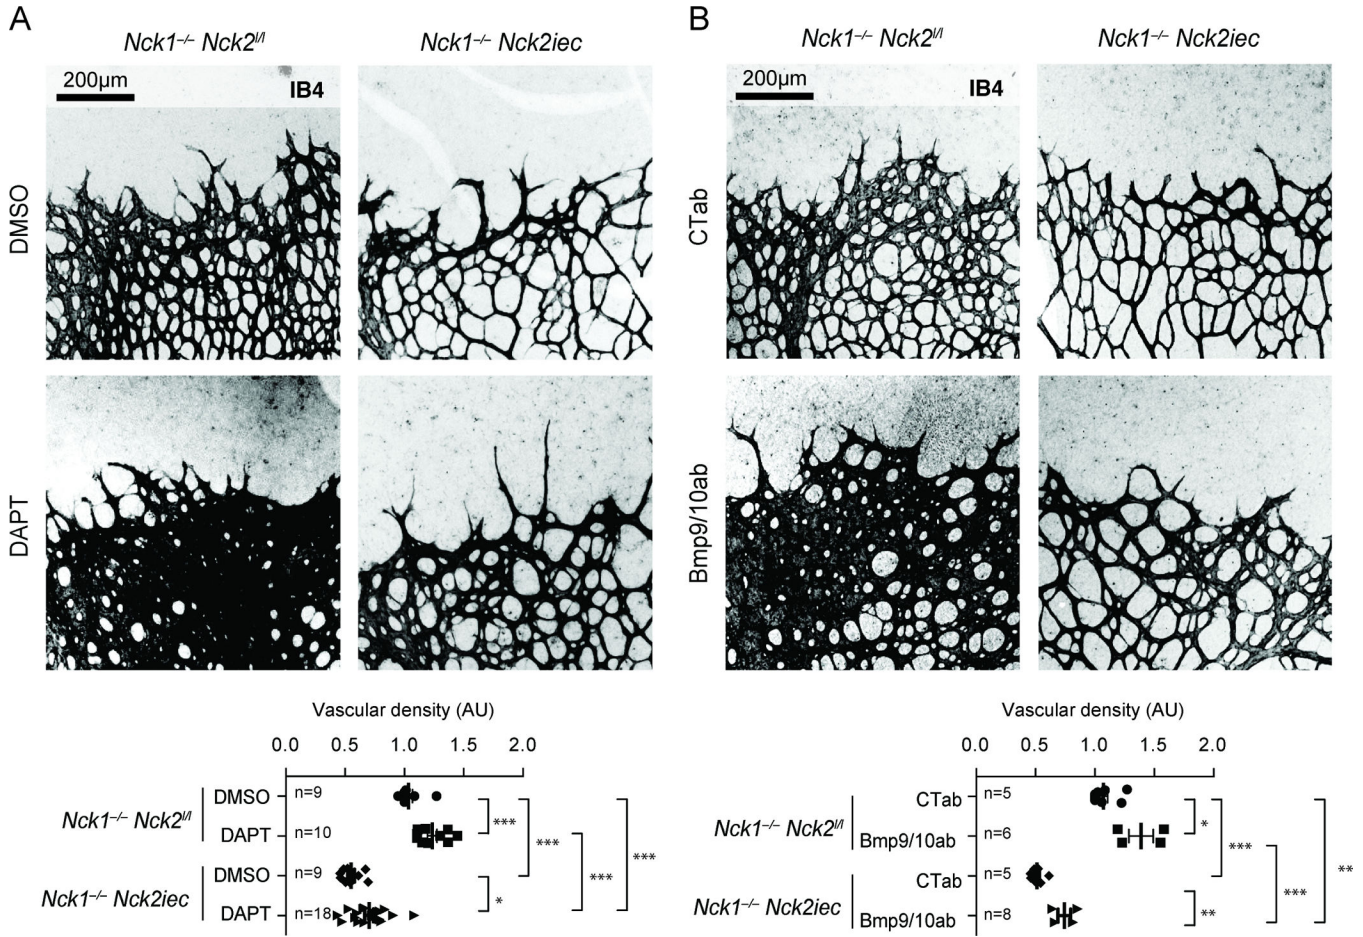 A
Nck1–/– Nck2l/l
Nck1–/– Nck2iec
200µm
IB4
DMSO
DAPT
Vascular density (AU)
0.0 0.5 1.0 1.5 2.0
Nck1–/– Nck2l/l
DMSO n=9
DAPT n=10
***
Nck1–/– Nck2iec
DMSO n=9
DAPT n=18
*
***
***
***
B
Nck1–/– Nck2l/l
Nck1–/– Nck2iec
200µm
IB4
CTab
Bmp9/10ab
Vascular density (AU)
0.0 0.5 1.0 1.5 2.0
Nck1–/– Nck2l/l
CTab n=5
Bmp9/10ab n=6
*
Nck1–/– Nck2iec
CTab n=5
Bmp9/10ab n=8
**
***
***
**